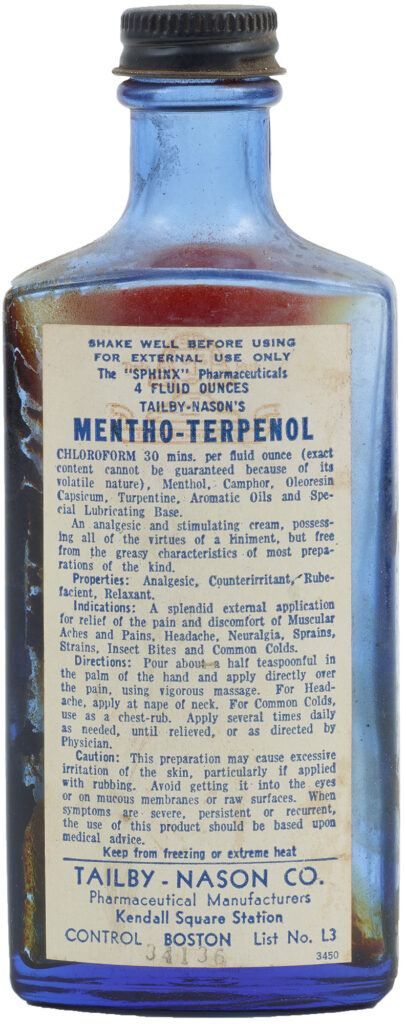 SHAKE WELL BEFORE USING
FOR EXTERNAL USE ONLY
The "SPHINX" Pharmaceuticals
4 FLUID OUNCES
TAILBY-NASON'S
MENTHO-TERPENOL
CHLOROFORM 30 mins. per fluid ounce (exact
content cannot be guaranteed because of its
volatile nature), Menthol, Camphor, Oleoresin
Capsicum, Turpentine, Aromatic Oils and Spe-
cial Lubricating Base.
An analgesic and stimulating cream, possess-
ing all of the virtues of a liniment, but free
from the greasy characteristics of most prepa-
rations of the kind.
Properties: Analgesic, Counterirritant, Rube-
facient, Relaxant.
Indications: A splendid external application
for relief of the pain and discomfort of Muscular
Aches and Pains, Headache, Neuralgia, Sprains,
Strains, Insect Bites and Common Colds.
Directions: Pour about a half teaspoonful in
the palm of the hand and apply directly over
the pain, using vigorous massage. For Head-
ache, apply at nape of neck. For Common Colds,
use as a chest-rub. Apply several times daily
as needed, until relieved, or as directed by
Physician.
Caution: This preparation may cause excessive
irritation of the skin, particularly if applied
with rubbing. Avoid getting it into the eyes
or on mucous membranes or raw surfaces. When
symptoms are severe, persistent or recurrent,
the use of this product should be based upon
medical advice.
Keep from freezing or extreme heat
TAILBY-NASON CO.
Pharmaceutical Manufacturers
Kendall Square Station
CONTROL BOSTON List No. L3
34136
3450